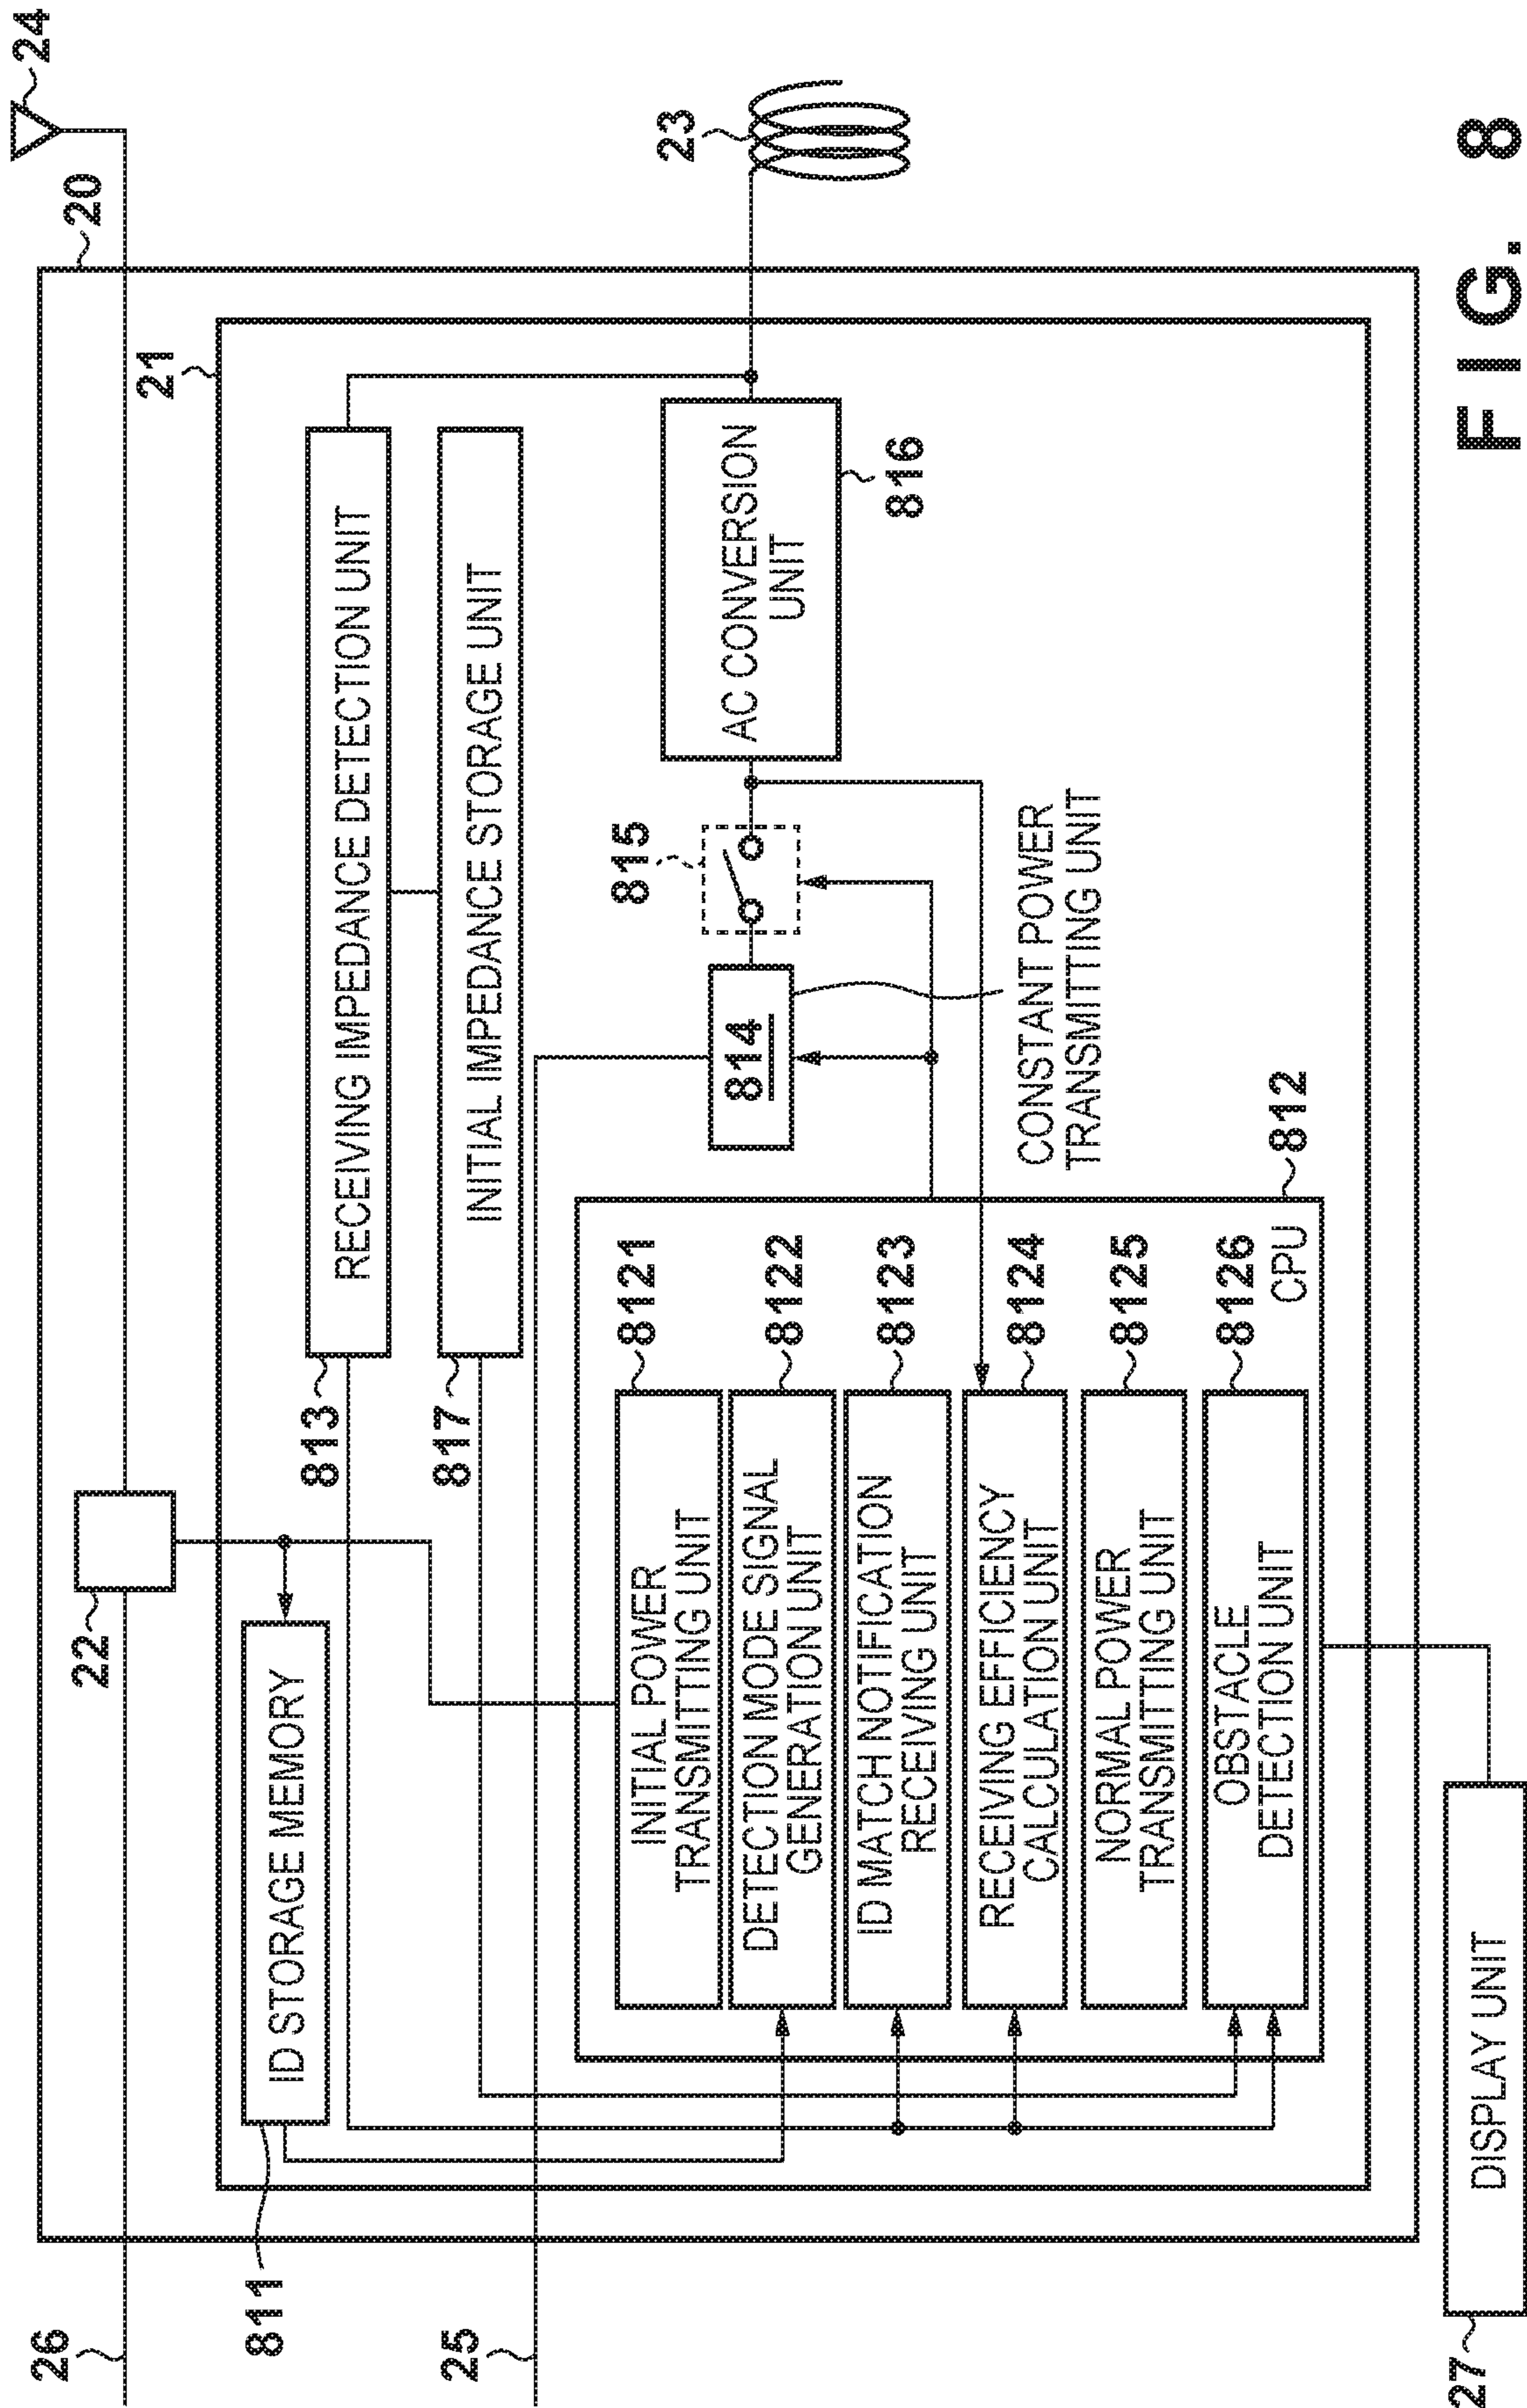 24
20
26
22
21
811
ID STORAGE MEMORY
813
RECEIVING IMPEDANCE DETECTION UNIT
817
INITIAL IMPEDANCE STORAGE UNIT
25
23
815
814
AC CONVERSION
UNIT
816
CONSTANT POWER
TRANSMITTING UNIT
INITIAL POWER
TRANSMITTING UNIT
8121
DETECTION MODE SIGNAL
GENERATION UNIT
8122
ID MATCH NOTIFICATION
RECEIVING UNIT
8123
RECEIVING EFFICIENCY
CALCULATION UNIT
8124
NORMAL POWER
TRANSMITTING UNIT
8125
OBSTACLE
DETECTION UNIT
8126
CPU
812
27
DISPLAY UNIT
FIG. 8